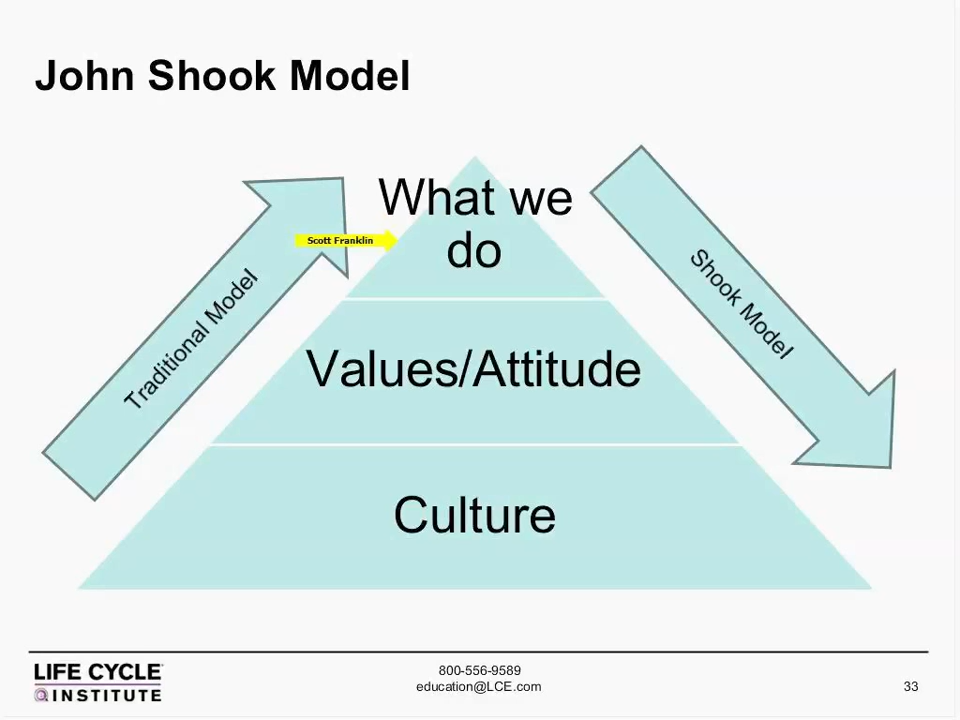 John Shook Model
What we
do
Scott Franklin
Traditional Model
Shook Model
Values/Attitude
Culture
LIFE CYCLE
INSTITUTE
800-556-9589
education@LCE.com
33